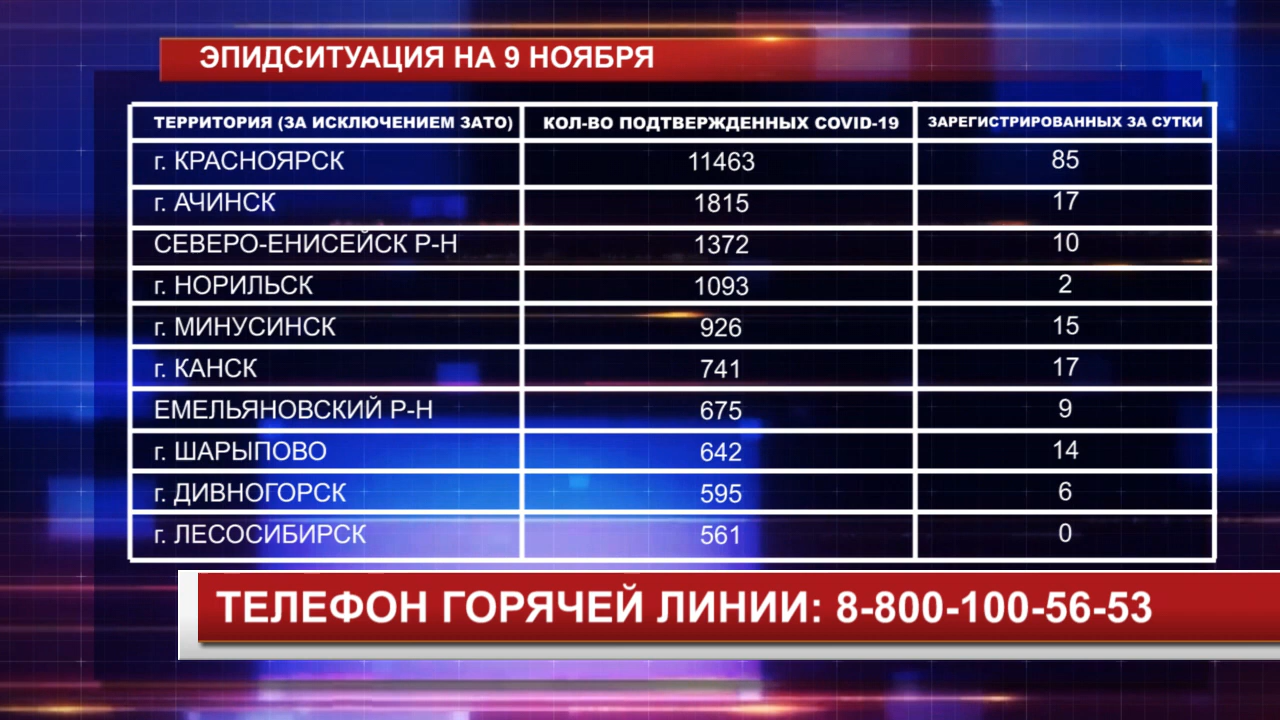 ЭПИДСИТУАЦИЯ НА 9 НОЯБРЯ
ТЕРРИТОРИЯ (ЗА ИСКЛЮЧЕНИЕМ ЗАТО) КОЛ-ВО ПОДТВЕРЖДЕННЫХ COVID-19 ЗАРЕГИСТРИРОВАННЫХ ЗА СУТКИ
г. КРАСНОЯРСК 11463 85
г. АЧИНСК 1815 17
СЕВЕРО-ЕНИСЕЙСК Р-Н 1372 10
г. НОРИЛЬСК 1093 2
г. МИНУСИНСК 926 15
г. КАНСК 741 17
ЕМЕЛЬЯНОВСКИЙ Р-Н 675 9
г. ШАРЫПОВО 642 14
г. ДИВНОГОРСК 595 6
г. ЛЕСОСИБИРСК 561 0
ТЕЛЕФОН ГОРЯЧЕЙ ЛИНИИ: 8-800-100-56-53